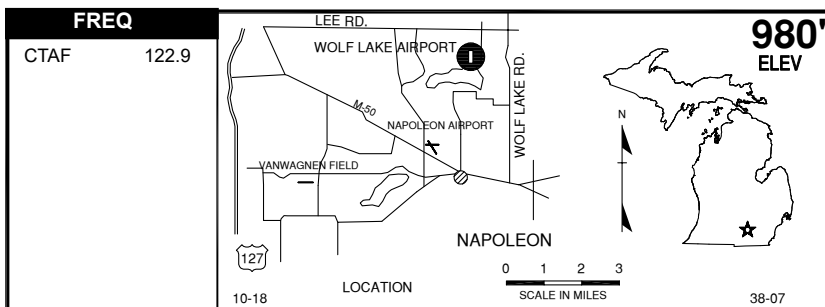 FREQ
CTAF 122.9
LEE RD.
WOLF LAKE AIRPORT
WOLF LAKE RD.
M-50
NAPOLEON AIRPORT
VANWAGNEN FIELD
127
NAPOLEON
LOCATION
10-18
0 1 2 3
SCALE IN MILES
980'
ELEV
N
38-07